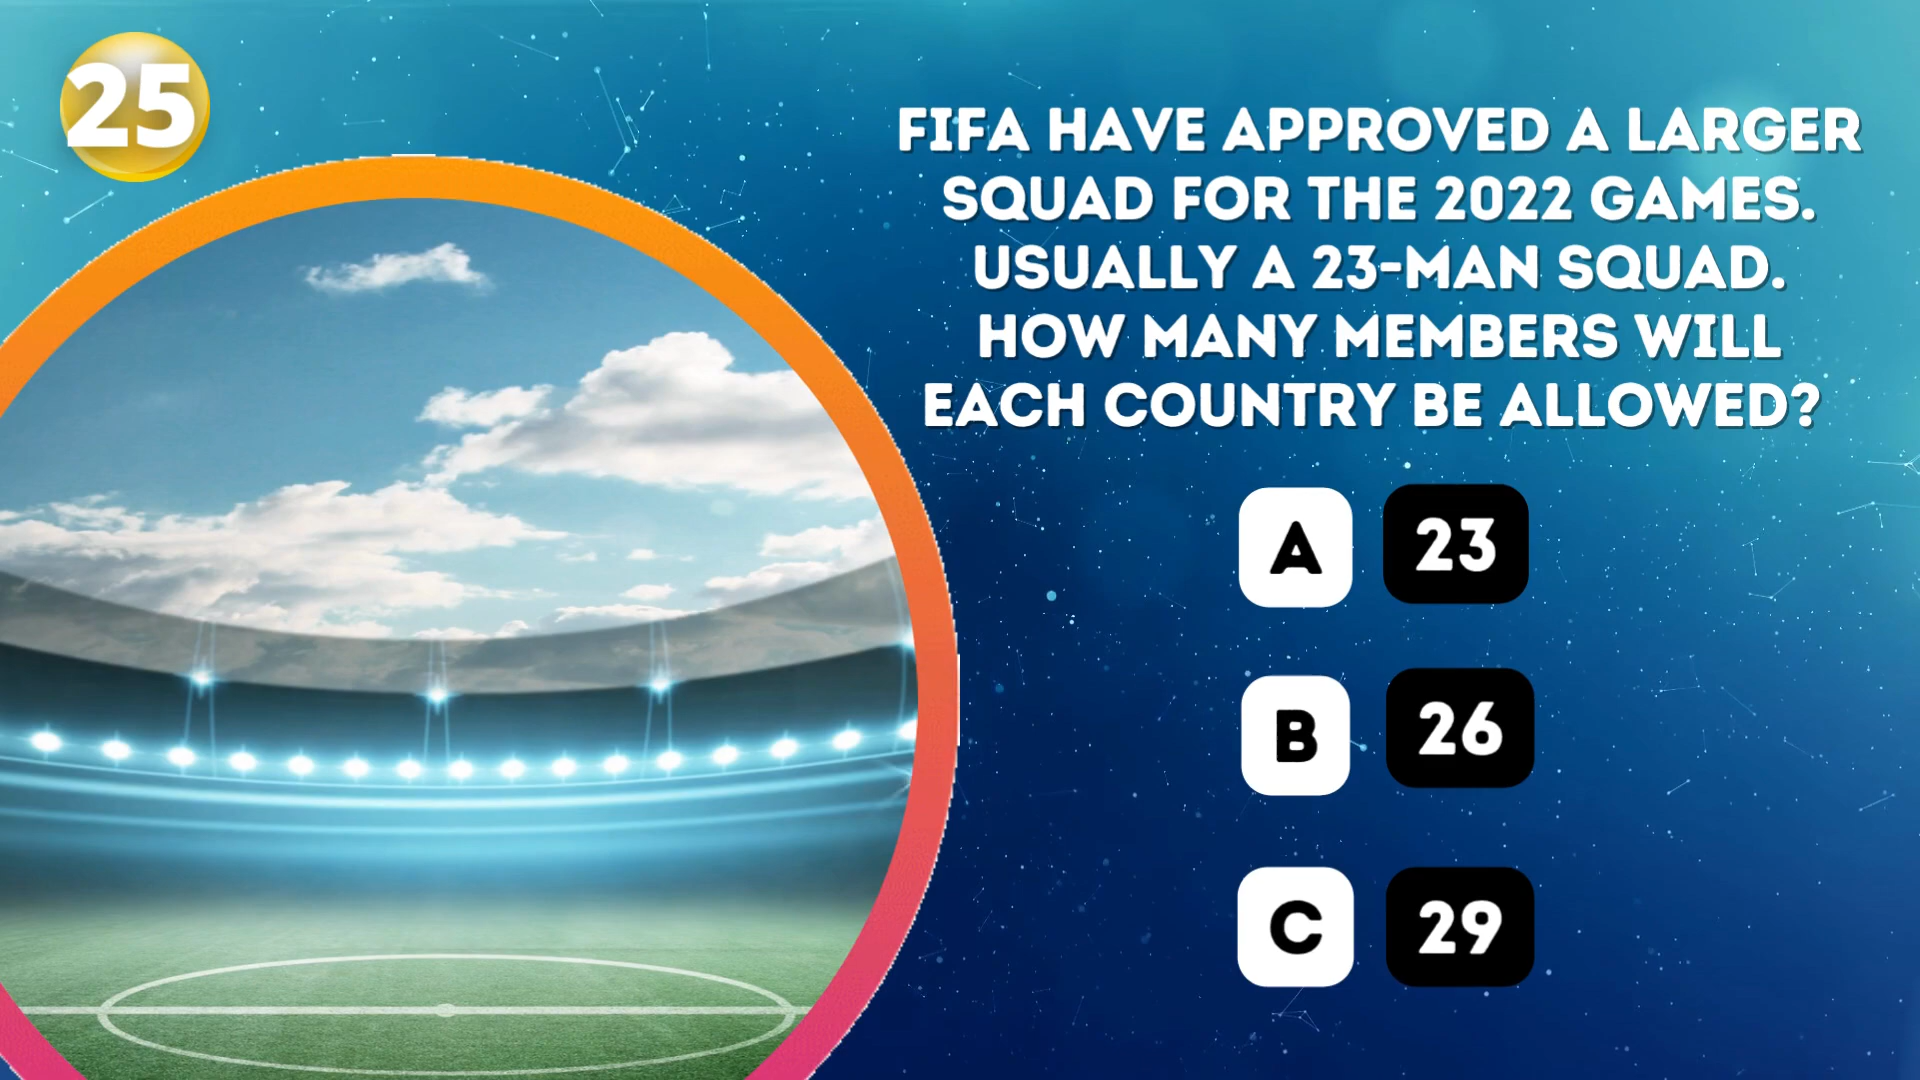 25
FIFA HAVE APPROVED A LARGER
SQUAD FOR THE 2022 GAMES.
USUALLY A 23-MAN SQUAD.
HOW MANY MEMBERS WILL
EACH COUNTRY BE ALLOWED?
A 23
B 26
C 29